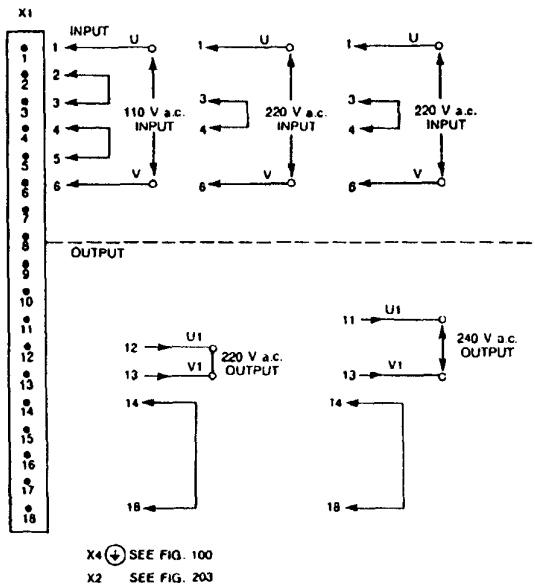 X1
INPUT
1 U
2
3
4
5
6 V
110 V a.c.
INPUT
1 U
3
4
6 V
220 V a.c.
INPUT
1 U
3
4
6 V
220 V a.c.
INPUT
1
2
3
4
5
6
7
8
9
10
11
12
13
14
15
16
17
18
OUTPUT
12 U1
13 V1
220 V a.c.
OUTPUT
14
18
11 U1
13 V1
240 V a.c.
OUTPUT
14
18
X4 SEE FIG. 100
X2 SEE FIG. 203